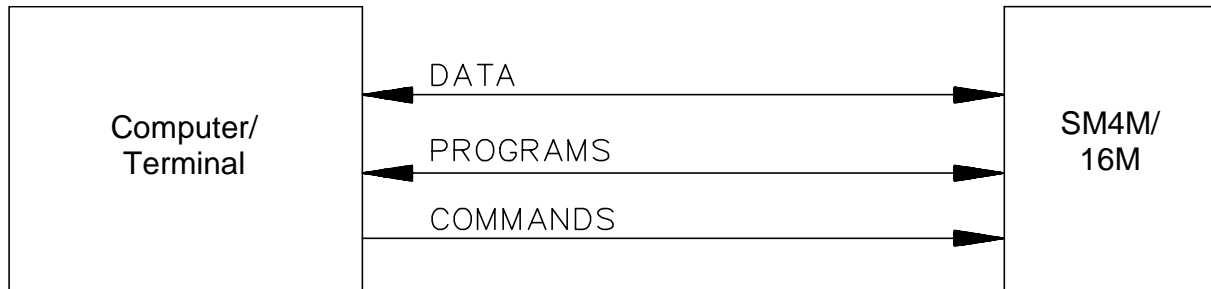 Computer/
Terminal
DATA
PROGRAMS
COMMANDS
SM4M/
16M